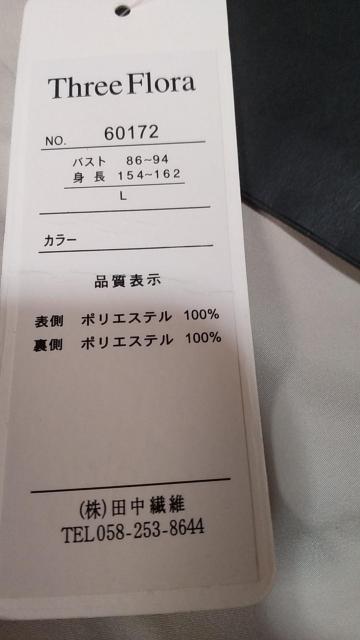 Three Flora
NO. 60172
バスト 86~94
身長 154~162
L
カラー
品質表示
表側 ポリエステル 100%
裏側 ポリエステル 100%
(株)田中繊維
TEL058-253-8644